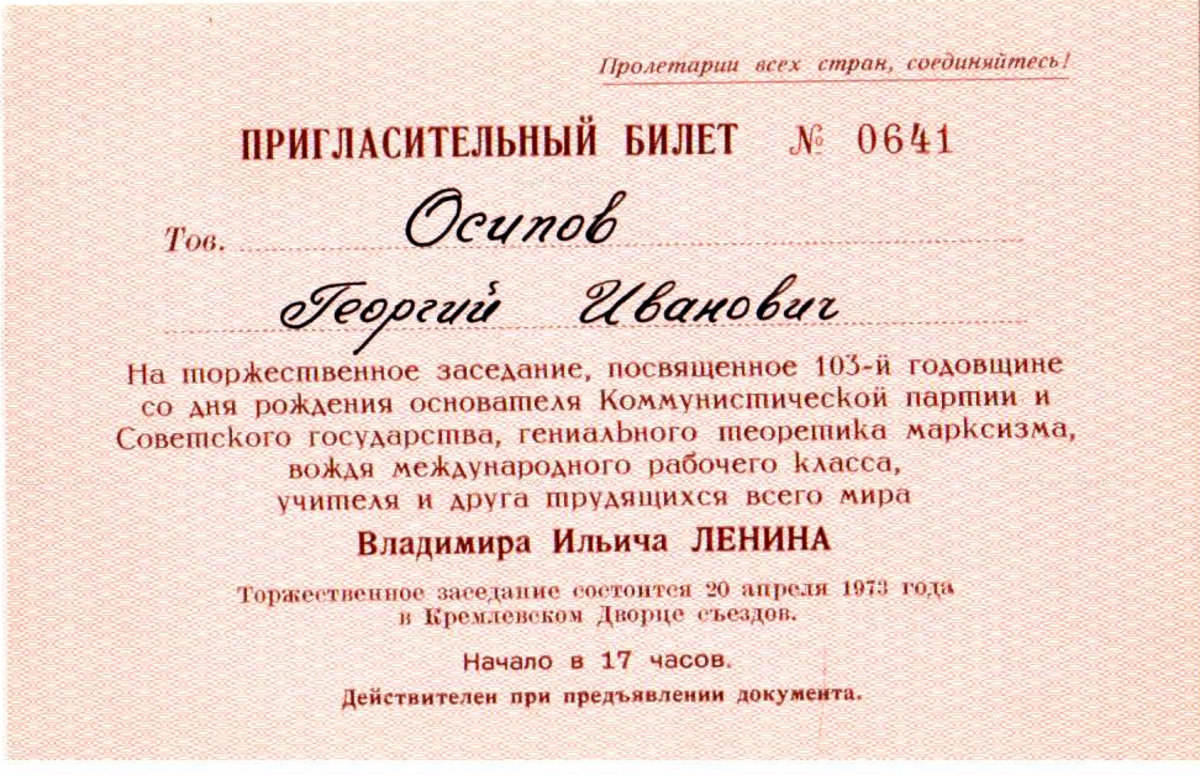 Пролетарии всех стран, соединяйтесь!
ПРИГЛАСИТЕЛЬНЫЙ БИЛЕТ № 0641
Тов. Осипов
Георгий Иванович
На торжественное заседание, посвященное 103-й годовщине
со дня рождения основателя Коммунистической партии и
Советского государства, гениального теоретика марксизма,
вождя международного рабочего класса,
учителя и друга трудящихся всего мира
Владимира Ильича ЛЕНИНА
Торжественное заседание состоится 20 апреля 1973 года
в Кремлевском Дворце съездов.
Начало в 17 часов.
Действителен при предъявлении документа.